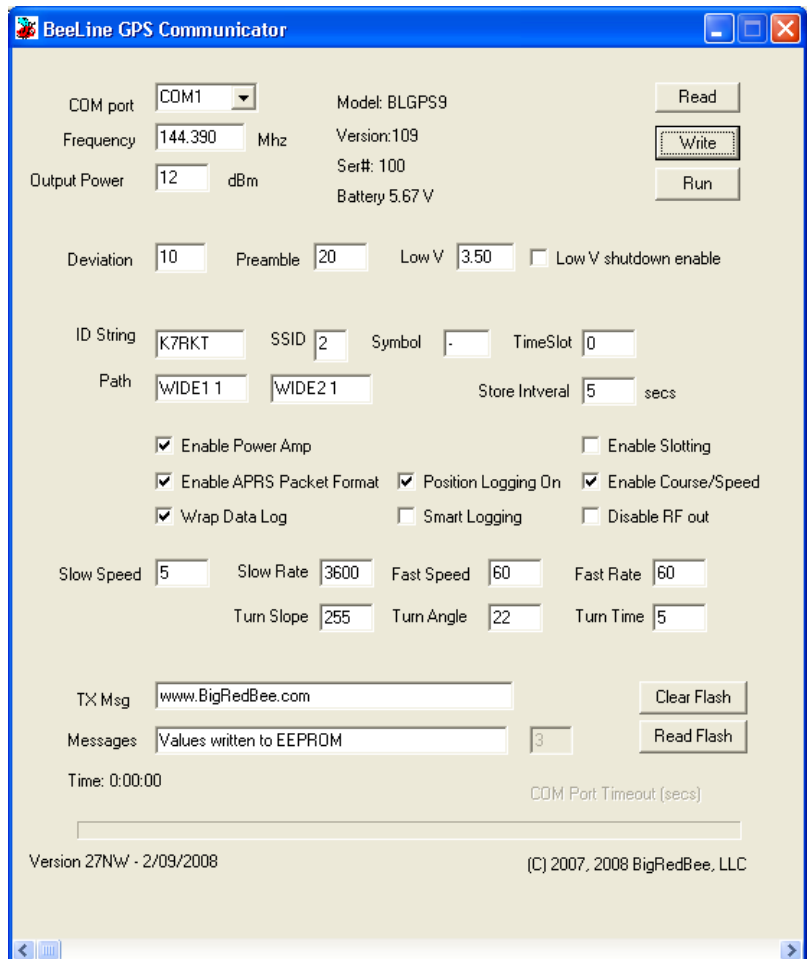 BeeLine GPS Communicator
COM port COM1 Model: BLGPS9 Read
Frequency 144.390 Mhz Version:109 Write
Output Power 12 dBm Ser#: 100 Run
Battery 5.67 V
Deviation 10 Preamble 20 Low V 3.50 Low V shutdown enable
ID String K7RKT SSID 2 Symbol - TimeSlot 0
Path WIDE1 1 WIDE2 1 Store Intveral 5 secs
Enable Power Amp Enable Slotting
Enable APRS Packet Format Position Logging On Enable Course/Speed
Wrap Data Log Smart Logging Disable RF out
Slow Speed 5 Slow Rate 3600 Fast Speed 60 Fast Rate 60
Turn Slope 255 Turn Angle 22 Turn Time 5
TX Msg www.BigRedBee.com Clear Flash
Messages Values written to EEPROM 3 Read Flash
Time: 0:00:00
COM Port Timeout (secs)
Version 27NW - 2/09/2008 (C) 2007, 2008 BigRedBee, LLC